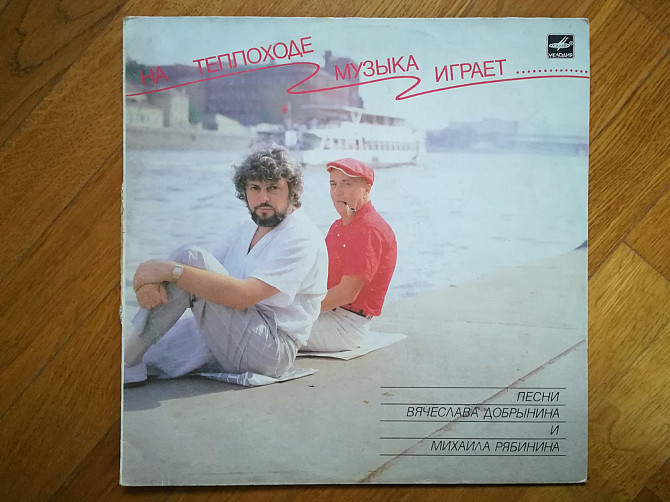 НА ТЕПЛОХОДЕ МУЗЫКА ИГРАЕТ..........
МЕЛОДИЯ
ПЕСНИ
ВЯЧЕСЛАВА ДОБРЫНИНА
И
МИХАИЛА РЯБИНИНА